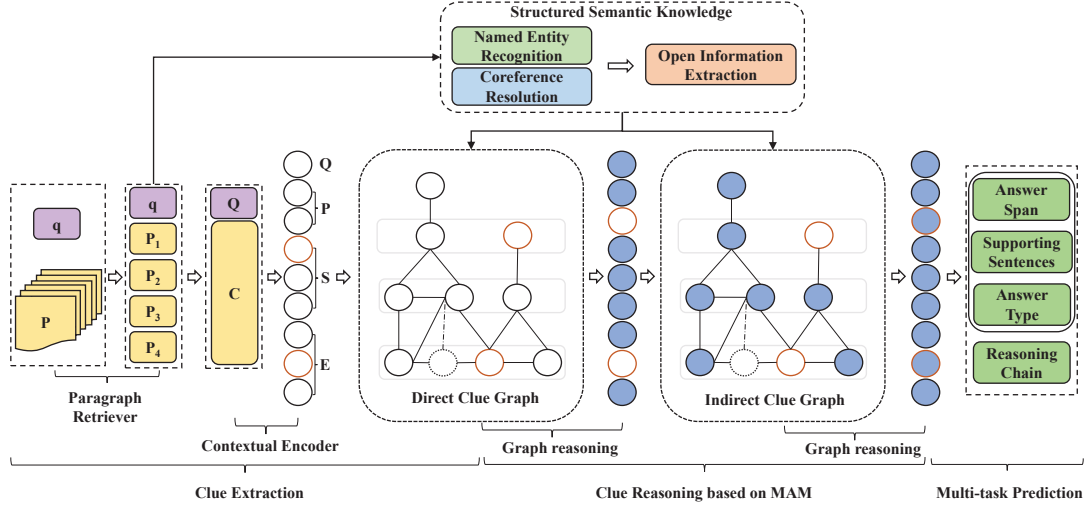 Structured Semantic Knowledge
Named Entity
Recognition
Coreference
Resolution
Open Information
Extraction
q
P
q
P1
P2
P3
P4
Q
C
Q
P
S
E
Direct Clue Graph
Indirect Clue Graph
Answer
Span
Supporting
Sentences
Answer
Type
Reasoning
Chain
Paragraph
Retriever
Contextual Encoder
Graph reasoning
Graph reasoning
Clue Extraction
Clue Reasoning based on MAM
Multi-task Prediction